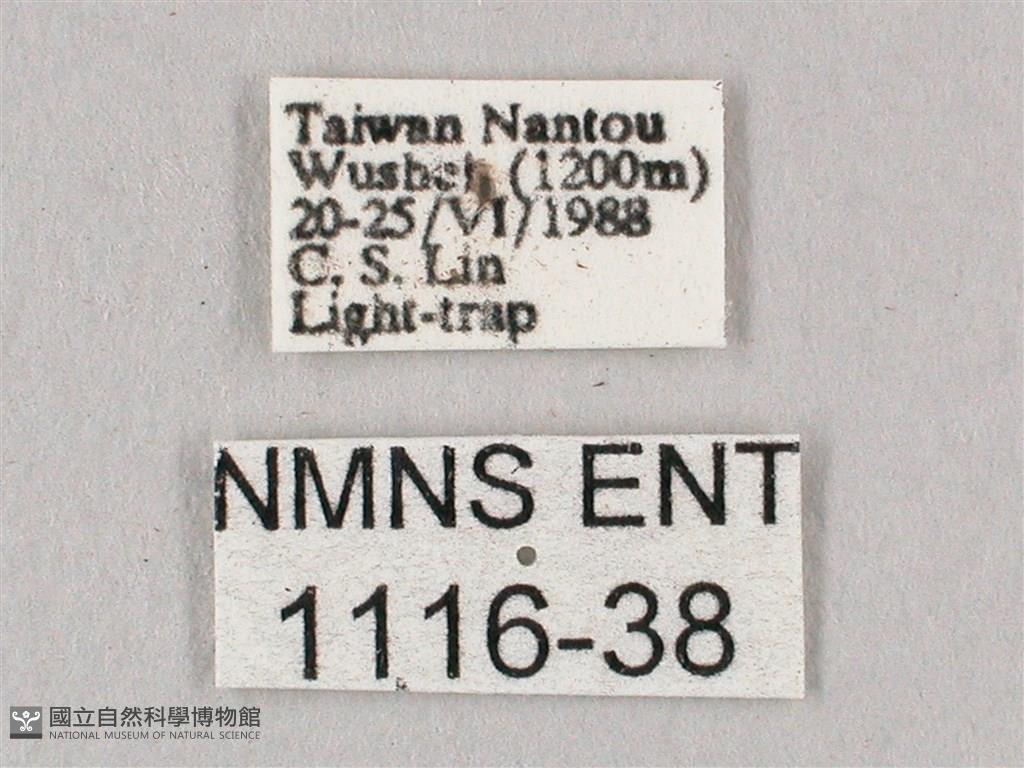 Taiwan Nantou
Wushe (1200m)
20-25/VI/1988
C. S. Lin
Light-trap
NMNS ENT
1116-38
國立自然科學博物館
NATIONAL MUSEUM OF NATURAL SCIENCE